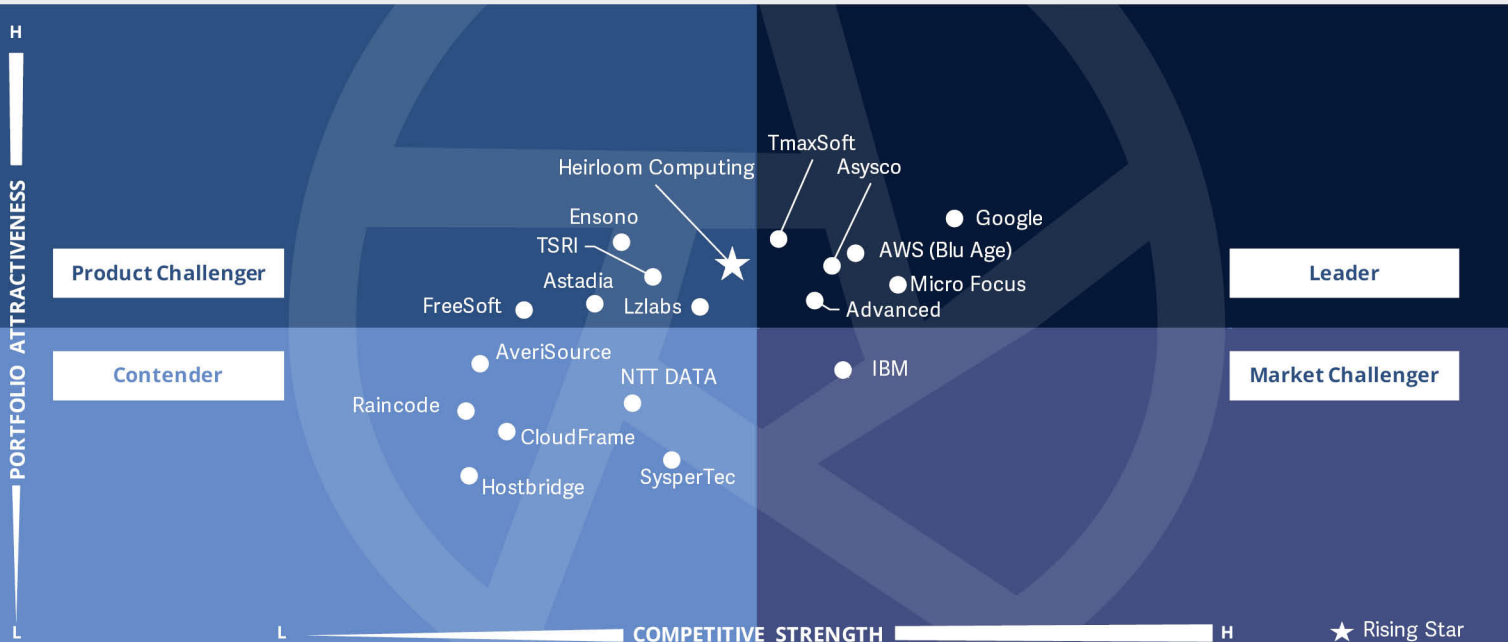 H
TmaxSoft
Heirloom Computing
Asysco
Ensono
Google
TSRI
AWS (Blu Age)
Product Challenger
Leader
Astadia
Micro Focus
FreeSoft
Lzlabs
Advanced
PORTFOLIO ATTRACTIVENESS
AveriSource
IBM
Contender
NTT DATA
Market Challenger
Raincode
CloudFrame
SysperTec
Hostbridge
L
L
COMPETITIVE STRENGTH
H
Rising Star